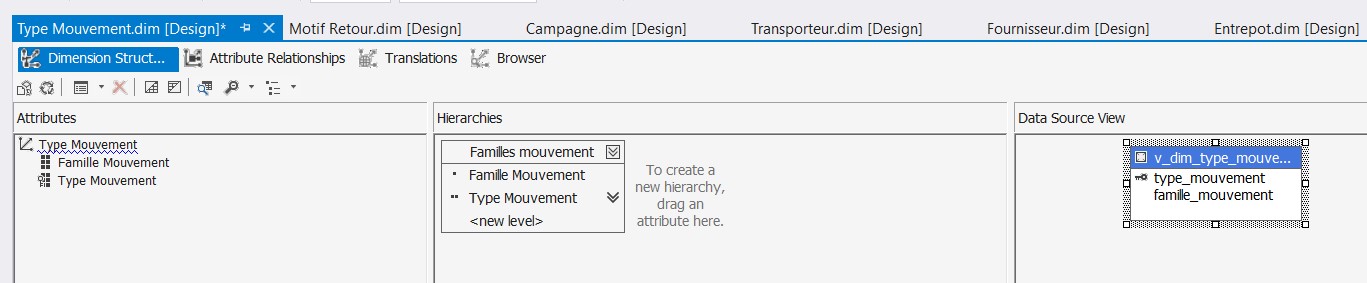 Type Mouvement.dim [Design]* Motif Retour.dim [Design] Campagne.dim [Design] Transporteur.dim [Design] Fournisseur.dim [Design] Entrepot.dim [Design]
Dimension Struct... Attribute Relationships Translations Browser
Attributes
Type Mouvement
Famille Mouvement
Type Mouvement
Hierarchies
Familles mouvement
Famille Mouvement
Type Mouvement
<new level>
To create a
new hierarchy,
drag an
attribute here.
Data Source View
v_dim_type_mouve...
type_mouvement
famille_mouvement